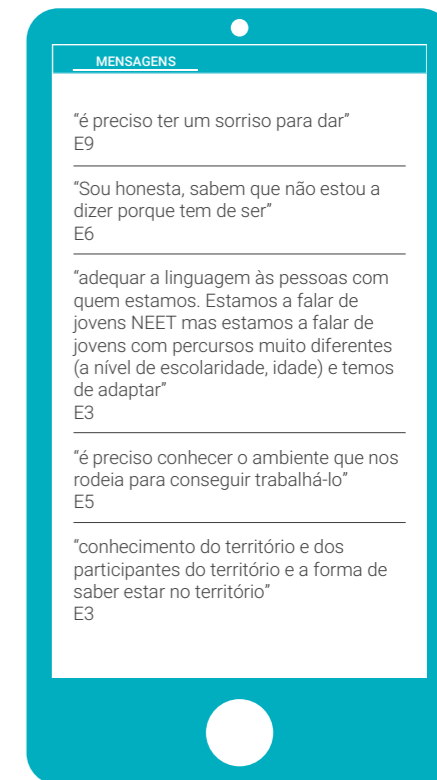 MENSAGENS
“é preciso ter um sorriso para dar”
E9
“Sou honesta, sabem que não estou a
dizer porque tem de ser”
E6
“adequar a linguagem às pessoas com
quem estamos. Estamos a falar de
jovens NEET mas estamos a falar de
jovens com percursos muito diferentes
(a nível de escolaridade, idade) e temos
de adaptar”
E3
“é preciso conhecer o ambiente que nos
rodeia para conseguir trabalhá-lo”
E5
“conhecimento do território e dos
participantes do território e a forma de
saber estar no território”
E3